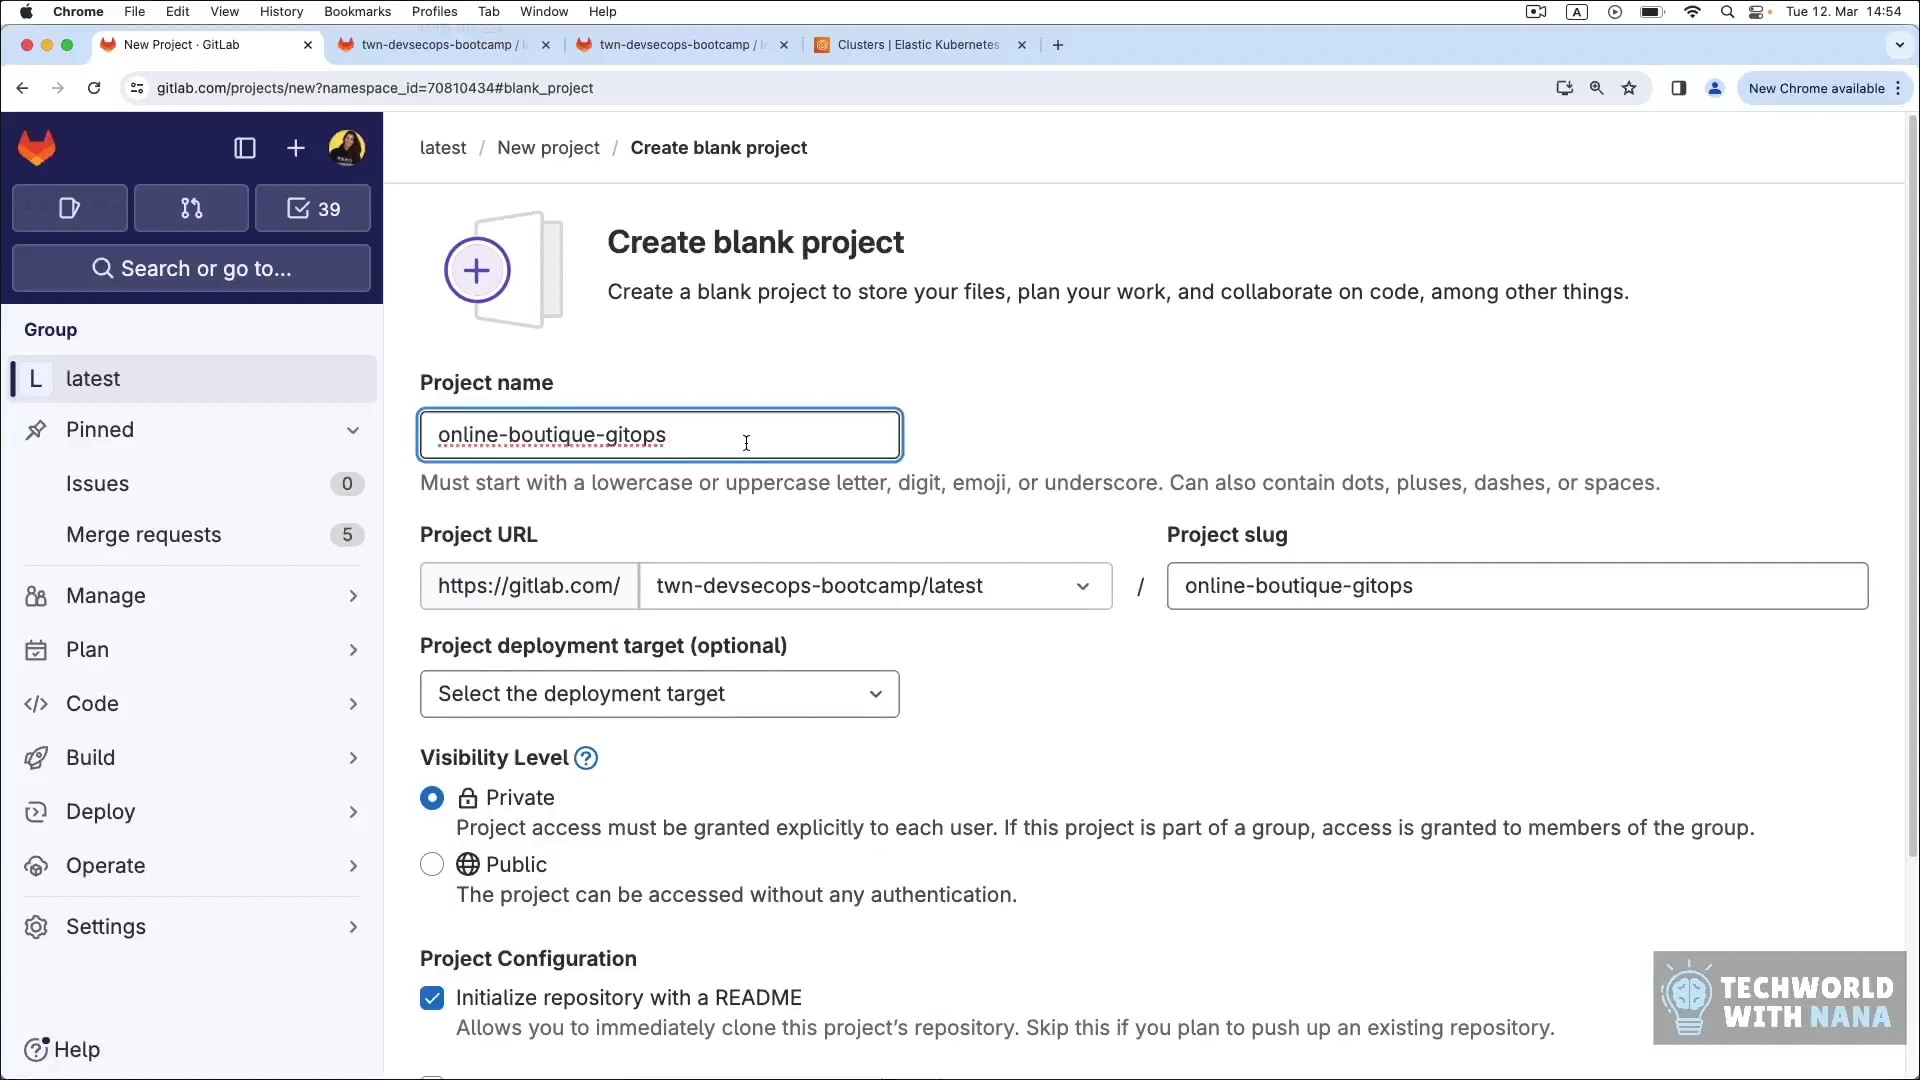 Chrome File Edit View History Bookmarks Profiles Tab Window Help A Tue 12. Mar 14:54
New Project · GitLab twn-devsecops-bootcamp / twn-devsecops-bootcamp / Clusters | Elastic Kubernetes
gitlab.com/projects/new?namespace_id=70810434#blank_project New Chrome available
latest / New project / Create blank project
39
Search or go to...
Group
L latest
Pinned
Issues 0
Merge requests 5
Manage
Plan
Code
Build
Deploy
Operate
Settings
Help
Create blank project
Create a blank project to store your files, plan your work, and collaborate on code, among other things.
Project name
online-boutique-gitops
Must start with a lowercase or uppercase letter, digit, emoji, or underscore. Can also contain dots, pluses, dashes, or spaces.
Project URL Project slug
https://gitlab.com/ twn-devsecops-bootcamp/latest / online-boutique-gitops
Project deployment target (optional)
Select the deployment target
Visibility Level ?
Private
Project access must be granted explicitly to each user. If this project is part of a group, access is granted to members of the group.
Public
The project can be accessed without any authentication.
Project Configuration
Initialize repository with a README
Allows you to immediately clone this project's repository. Skip this if you plan to push up an existing repository.
TECHWORLD
WITH NANA